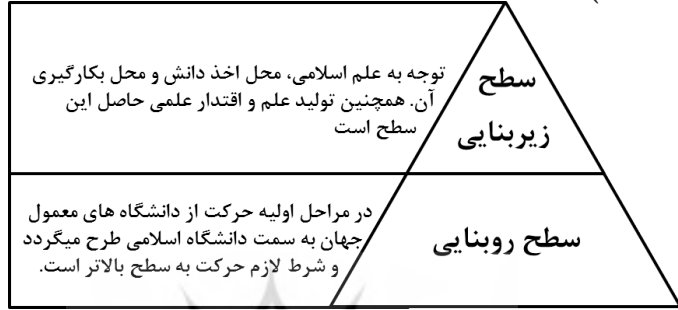 سطح
زیربنایی
توجه به علم اسلامی، محل اخذ دانش و محل بکارگیری
آن. همچنین تولید علم و اقتدار علمی حاصل این
سطح است
سطح روبنایی
در مراحل اولیه حرکت از دانشگاه های معمول
جهان به سمت دانشگاه اسلامی طرح میگردد
و شرط لازم حرکت به سطح بالاتر است.